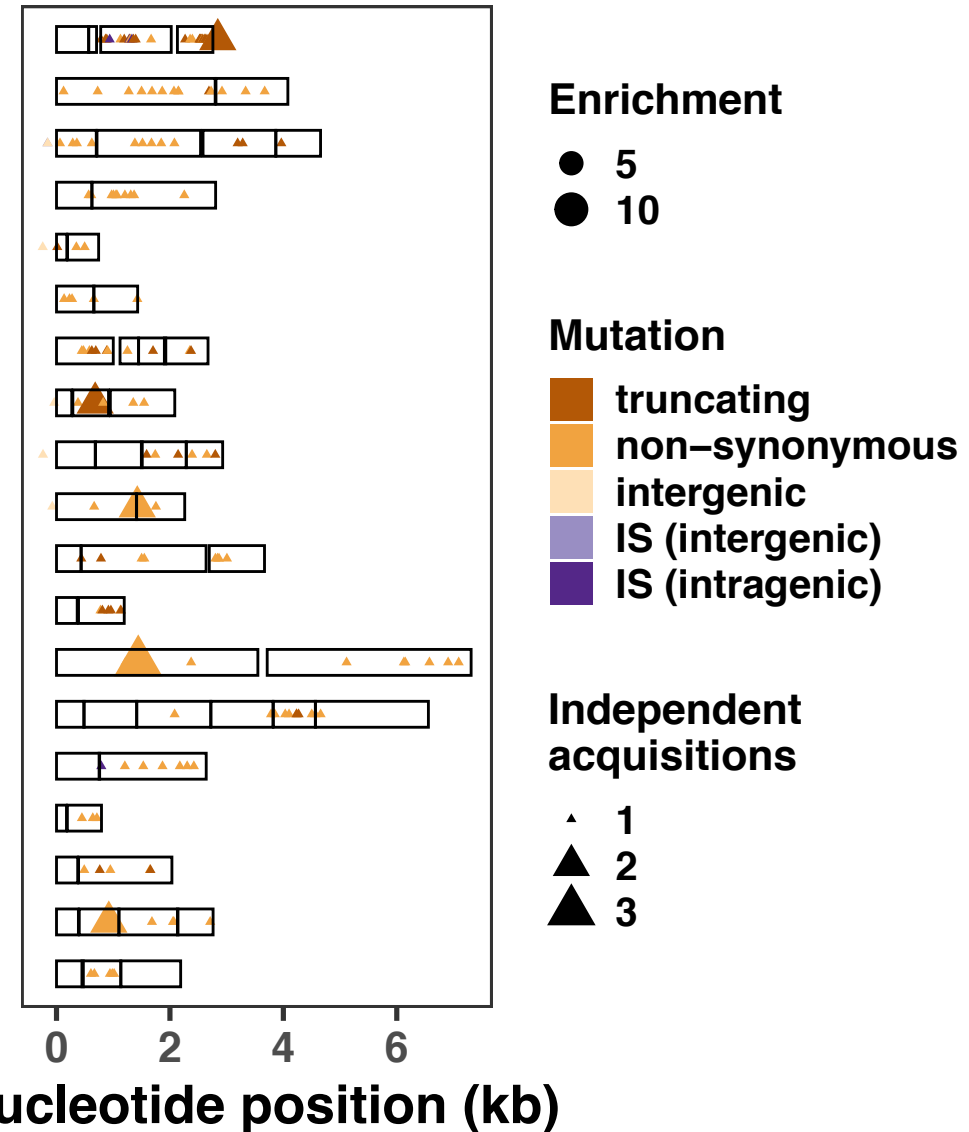 Enrichment
5
10
Mutation
truncating
non−synonymous
intergenic
IS (intergenic)
IS (intragenic)
Independent
acquisitions
1
2
3
0 2 4 6
ucleotide position (kb)